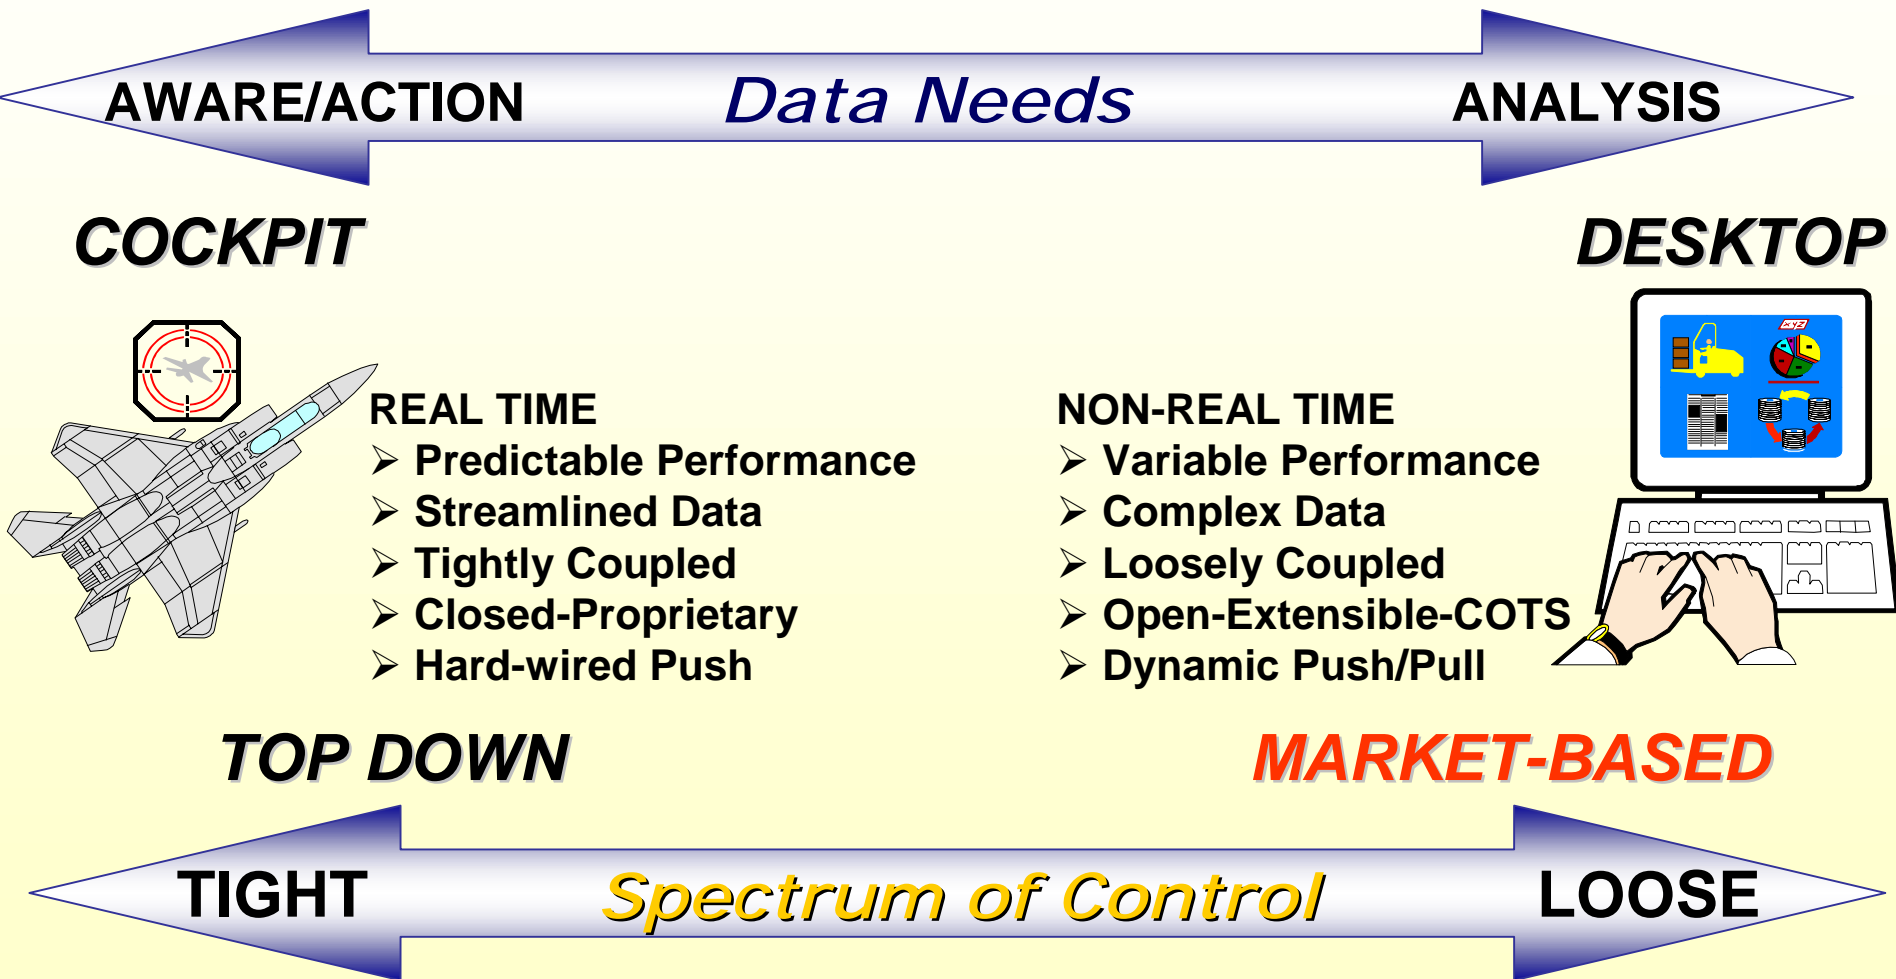 AWARE/ACTION Data Needs ANALYSIS
COCKPIT
DESKTOP
xyz
REAL TIME
➢ Predictable Performance
➢ Streamlined Data
➢ Tightly Coupled
➢ Closed-Proprietary
➢ Hard-wired Push
NON-REAL TIME
➢ Variable Performance
➢ Complex Data
➢ Loosely Coupled
➢ Open-Extensible-COTS
➢ Dynamic Push/Pull
TOP DOWN
MARKET-BASED
TIGHT Spectrum of Control LOOSE